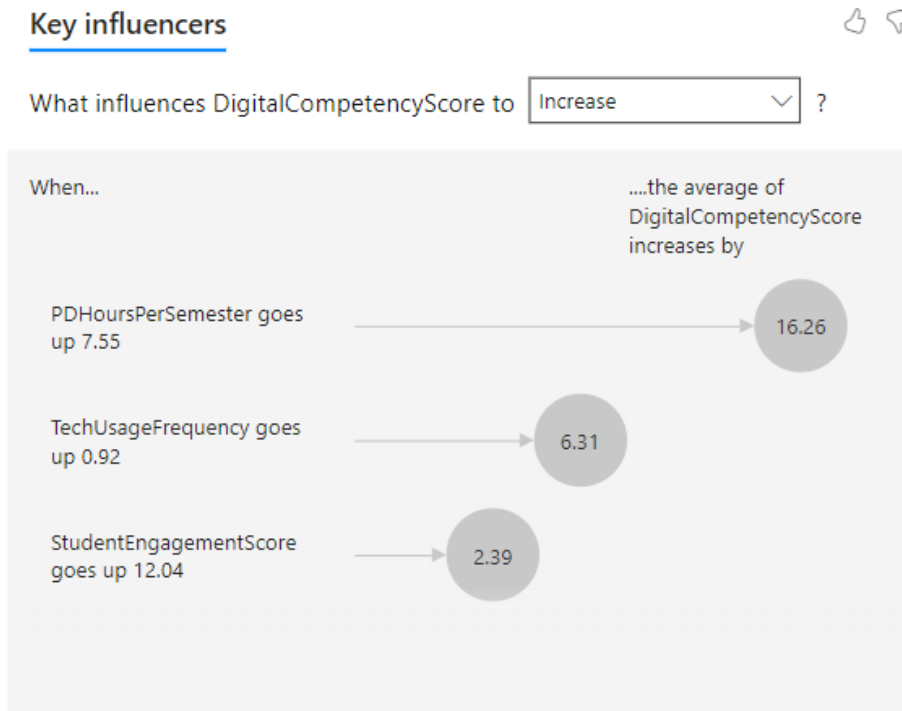 Key influencers
What influences DigitalCompetencyScore to Increase ?
When...
....the average of
DigitalCompetencyScore
increases by
PDHoursPerSemester goes
up 7.55
16.26
TechUsageFrequency goes
up 0.92
6.31
StudentEngagementScore
goes up 12.04
2.39